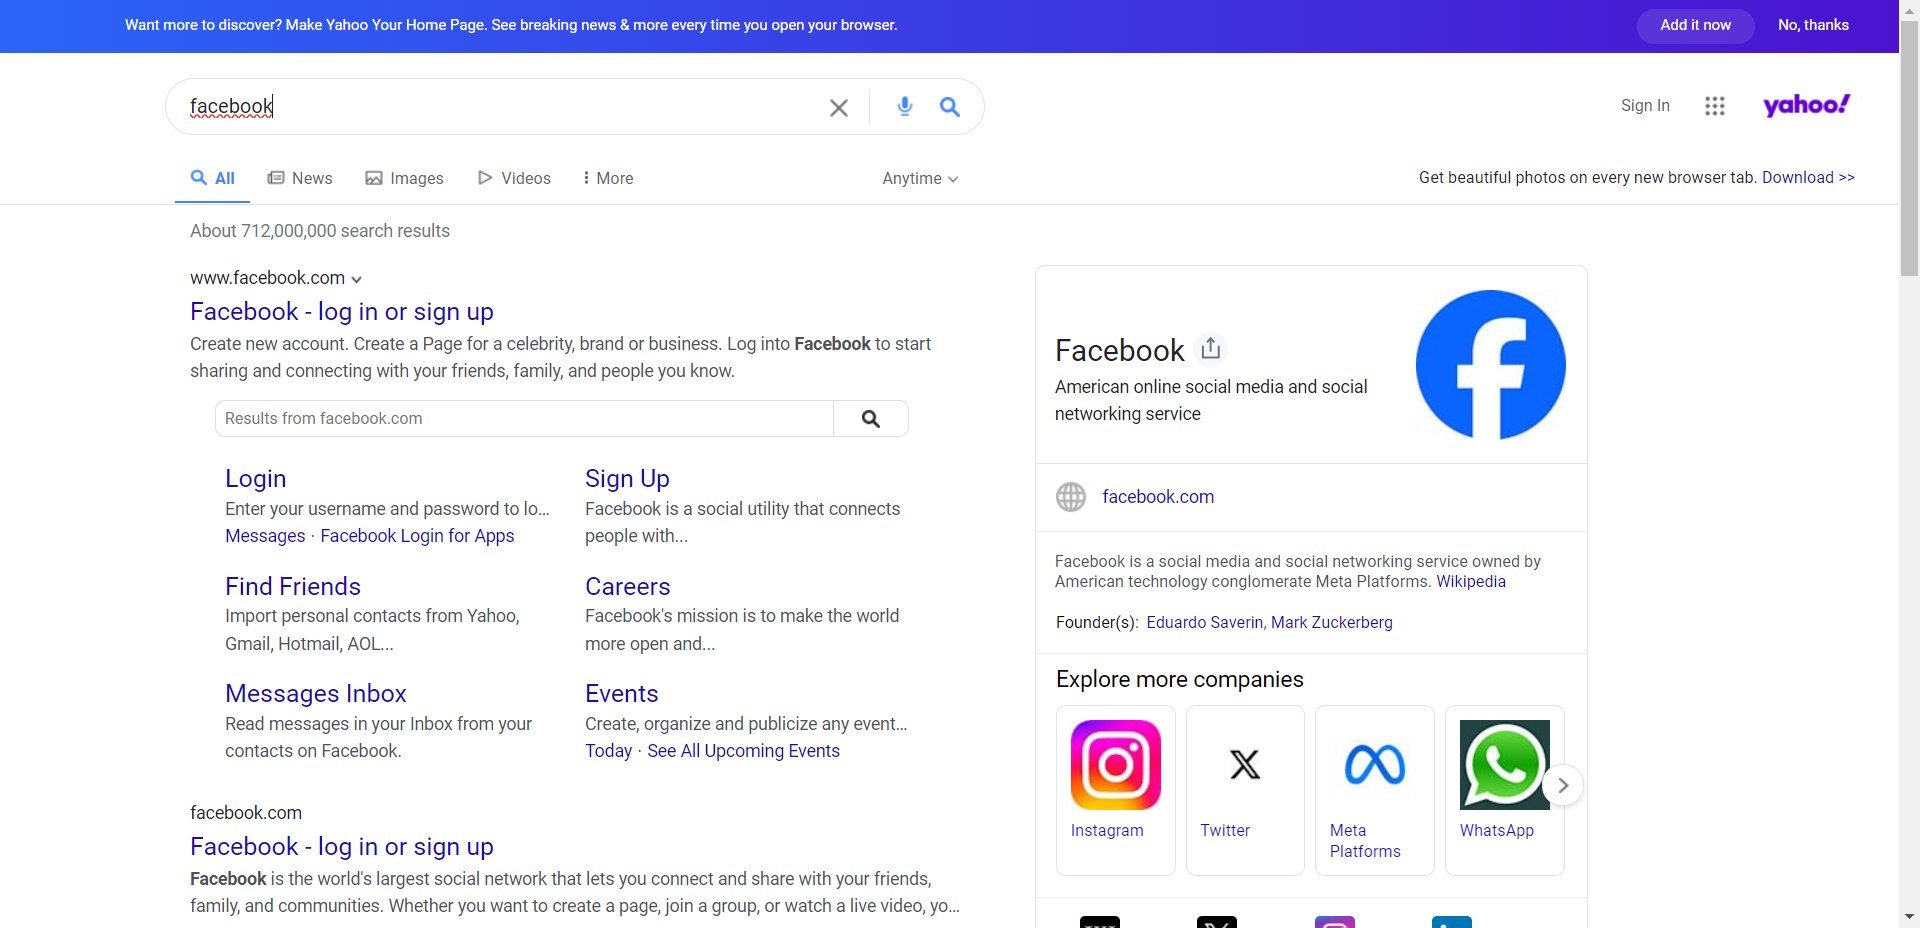 Want more to discover? Make Yahoo Your Home Page. See breaking news & more every time you open your browser.
Add it now
No, thanks
facebook
Sign In
yahoo!
All
News
Images
Videos
More
Anytime
Get beautiful photos on every new browser tab. Download >>
About 712,000,000 search results
www.facebook.com
Facebook - log in or sign up
Create new account. Create a Page for a celebrity, brand or business. Log into Facebook to start
sharing and connecting with your friends, family, and people you know.
Results from facebook.com
Login
Enter your username and password to lo...
Messages · Facebook Login for Apps
Sign Up
Facebook is a social utility that connects
people with...
Find Friends
Import personal contacts from Yahoo,
Gmail, Hotmail, AOL...
Careers
Facebook's mission is to make the world
more open and...
Messages Inbox
Read messages in your Inbox from your
contacts on Facebook.
Events
Create, organize and publicize any event...
Today · See All Upcoming Events
facebook.com
Facebook - log in or sign up
Facebook is the world's largest social network that lets you connect and share with your friends,
family, and communities. Whether you want to create a page, join a group, or watch a live video, yo...
Facebook
American online social media and social
networking service
facebook.com
Facebook is a social media and social networking service owned by
American technology conglomerate Meta Platforms. Wikipedia
Founder(s): Eduardo Saverin, Mark Zuckerberg
Explore more companies
Instagram
Twitter
Meta
Platforms
WhatsApp